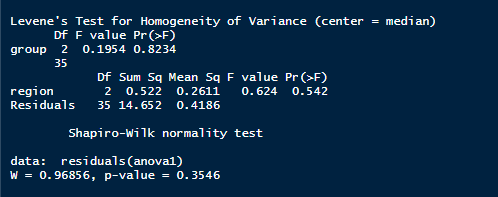 Levene's Test for Homogeneity of Variance (center = median)
Df F value Pr(>F)
group 2 0.1954 0.8234
35
Df Sum Sq Mean Sq F value Pr(>F)
region 2 0.522 0.2611 0.624 0.542
Residuals 35 14.652 0.4186
Shapiro-Wilk normality test
data: residuals(anova1)
W = 0.96856, p-value = 0.3546